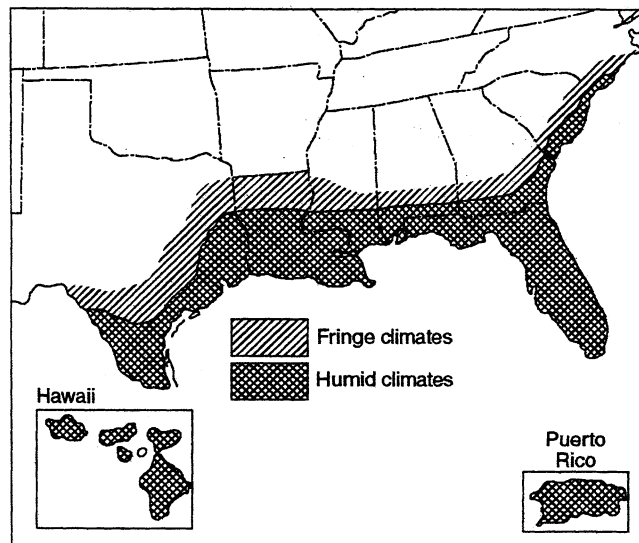 Fringe climates
Humid climates
Hawaii
Puerto
Rico